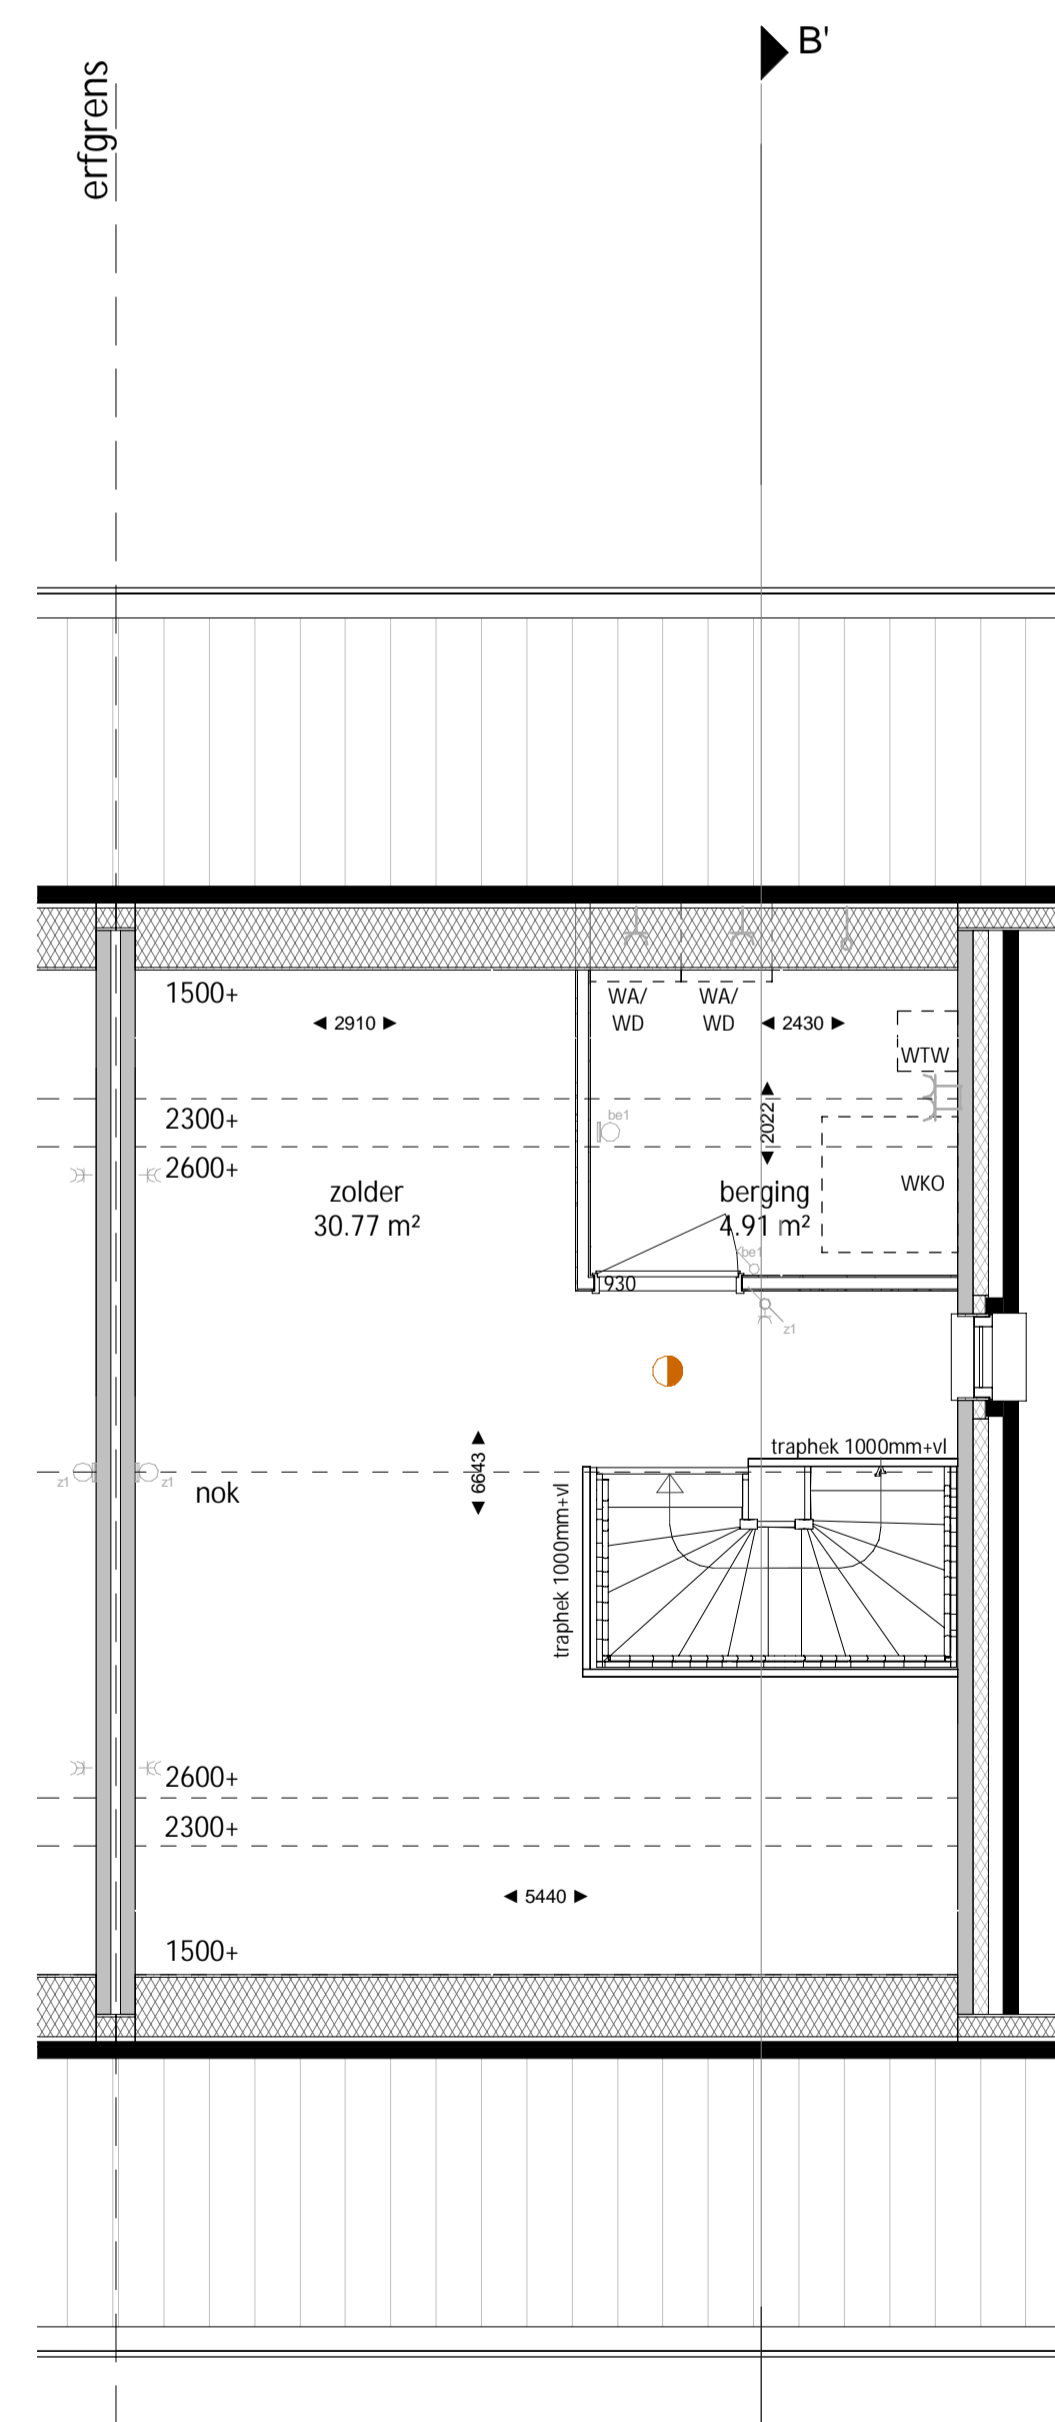 B'
erfgrens
1500+
WA/
WD
WA/
WD
2910
2430
WTW
2300+
be1
2022
2600+
zolder
30.77 m²
berging
4.91 m²
WKO
be1
930
z1
traphek 1000mm+vl
z1
z1
nok
6643
traphek 1000mm+vl
2600+
2300+
5440
1500+